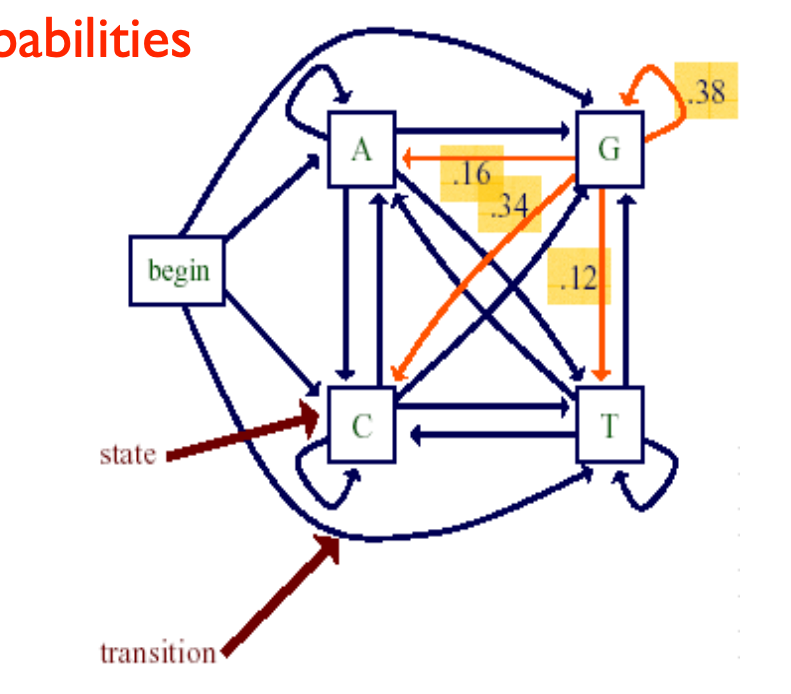 pabilities
.38
A
G
.16
.34
begin
.12
C
T
state
transition